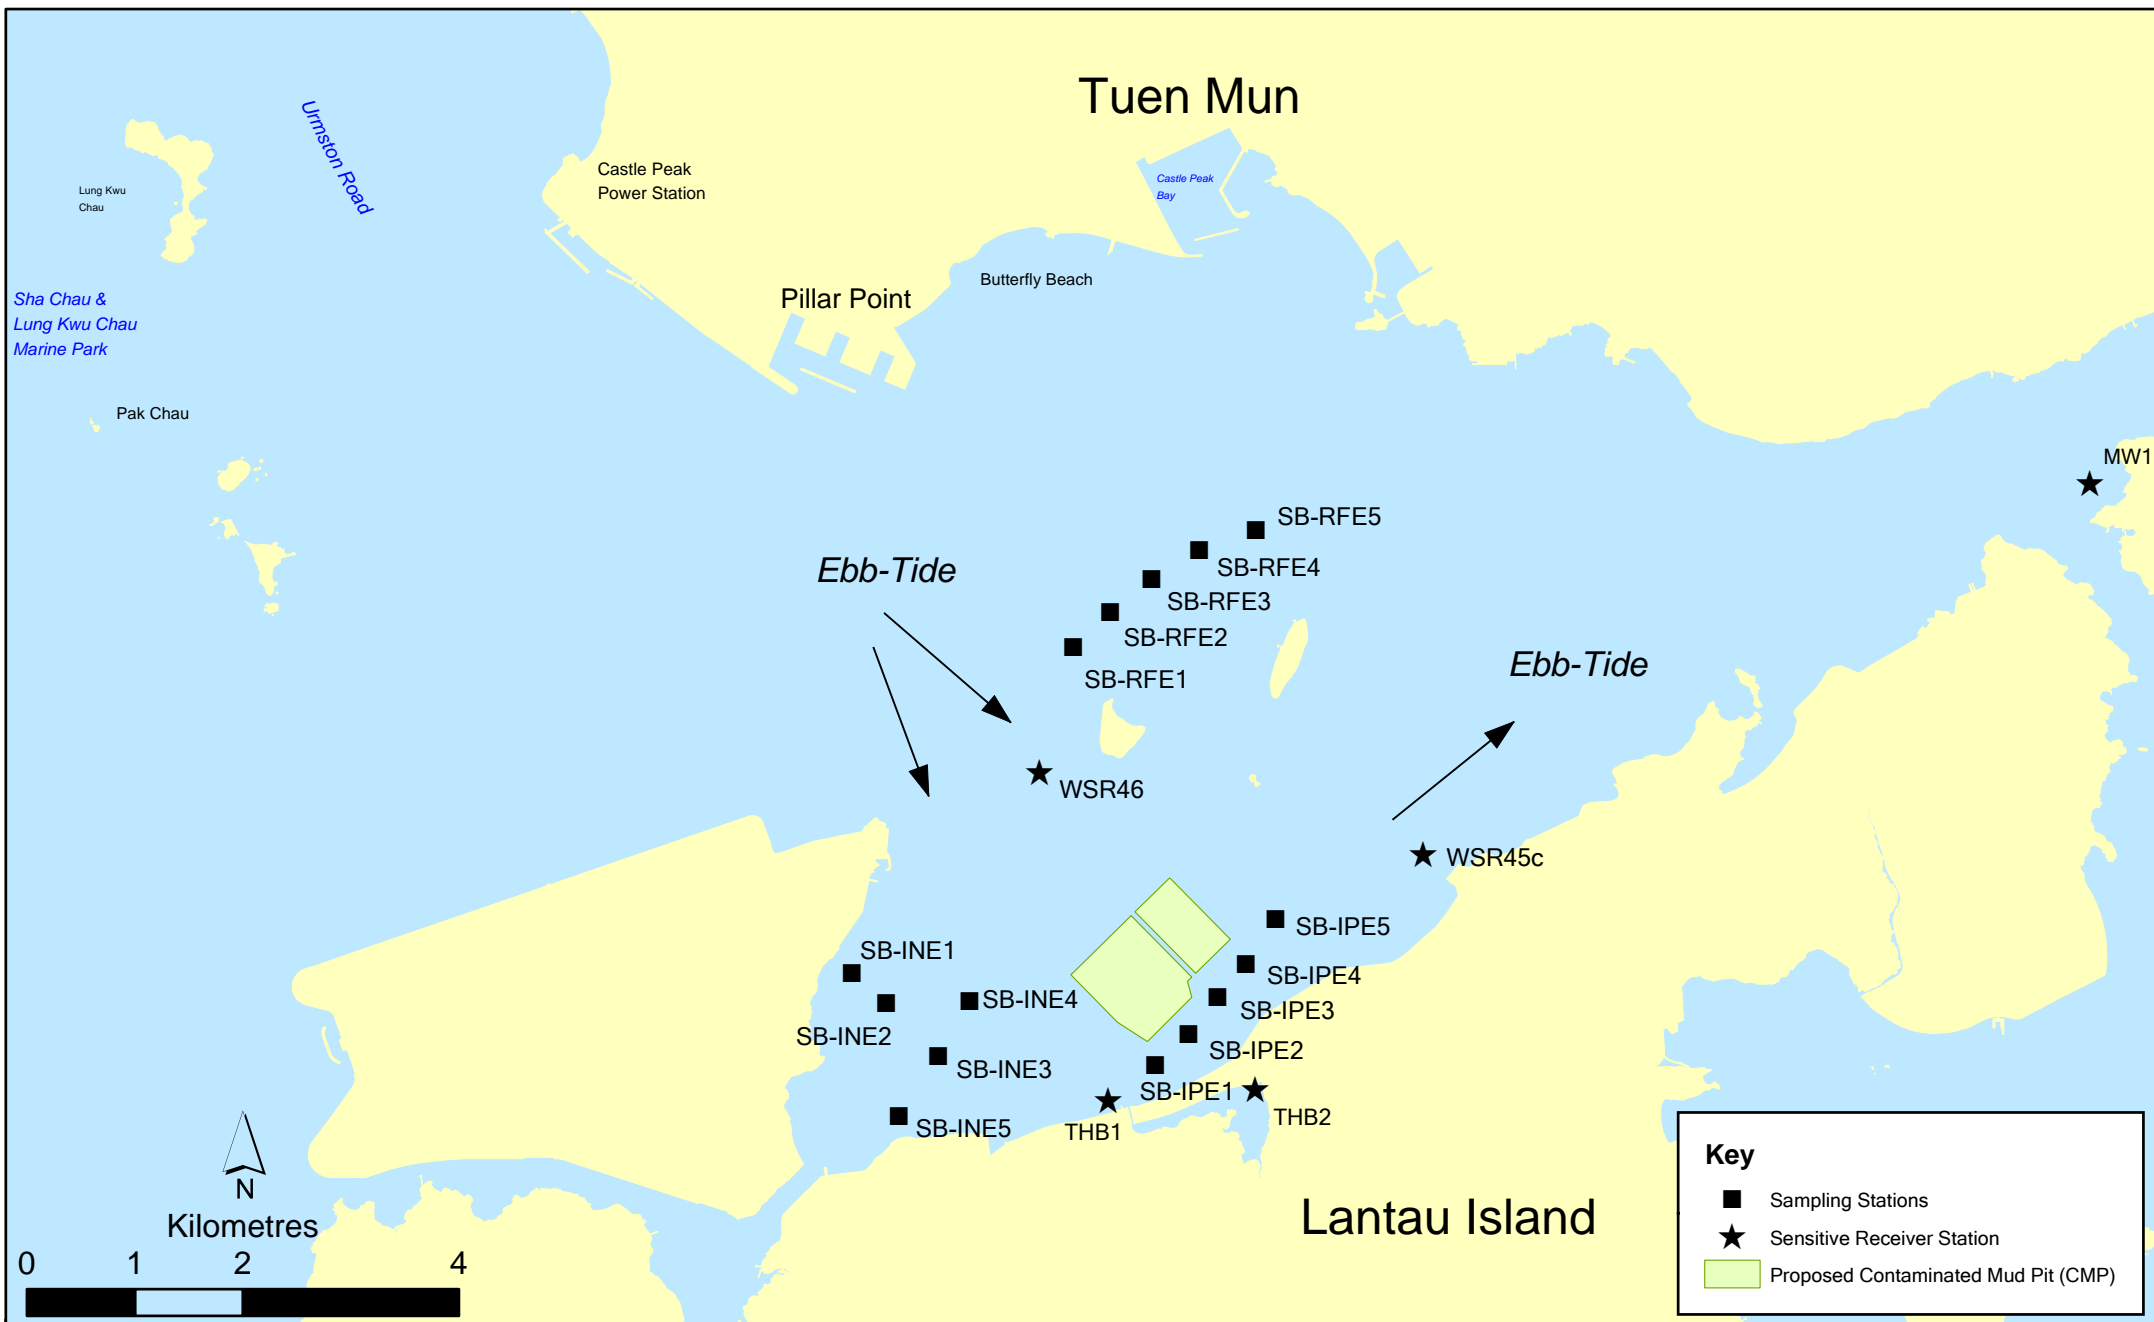 Tuen Mun
Urmston Road
Castle Peak
Power Station
Castle Peak
Bay
Lung Kwu
Chau
Butterfly Beach
Pillar Point
Sha Chau &
Lung Kwu Chau
Marine Park
Pak Chau
MW1
SB-RFE5
SB-RFE4
SB-RFE3
SB-RFE2
SB-RFE1
Ebb-Tide
Ebb-Tide
WSR46
WSR45c
SB-IPE5
SB-IPE4
SB-IPE3
SB-IPE2
SB-IPE1
SB-INE1
SB-INE4
SB-INE2
SB-INE3
SB-INE5
THB1
THB2
Lantau Island
N
Kilometres
0 1 2 4
Key
Sampling Stations
Sensitive Receiver Station
Proposed Contaminated Mud Pit (CMP)